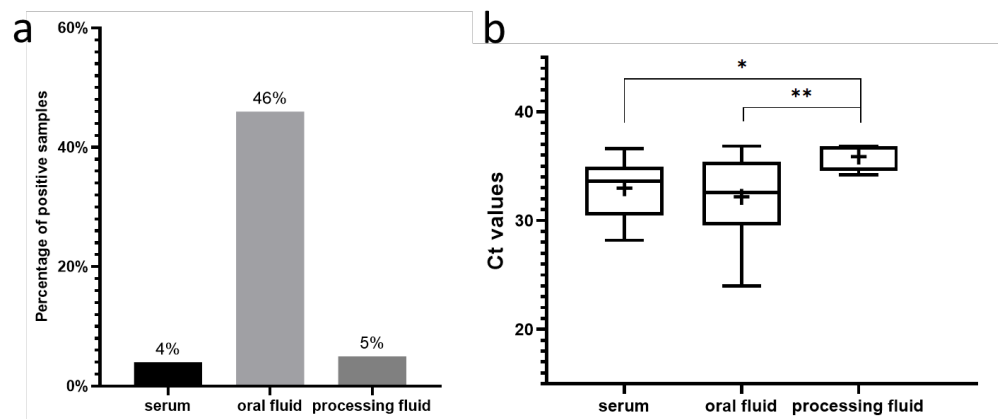 a
Percentage of positive samples
60%
40%
20%
0%
4%
46%
5%
serum oral fluid processing fluid
b
Ct values
40
30
20
*
**
serum oral fluid processing fluid